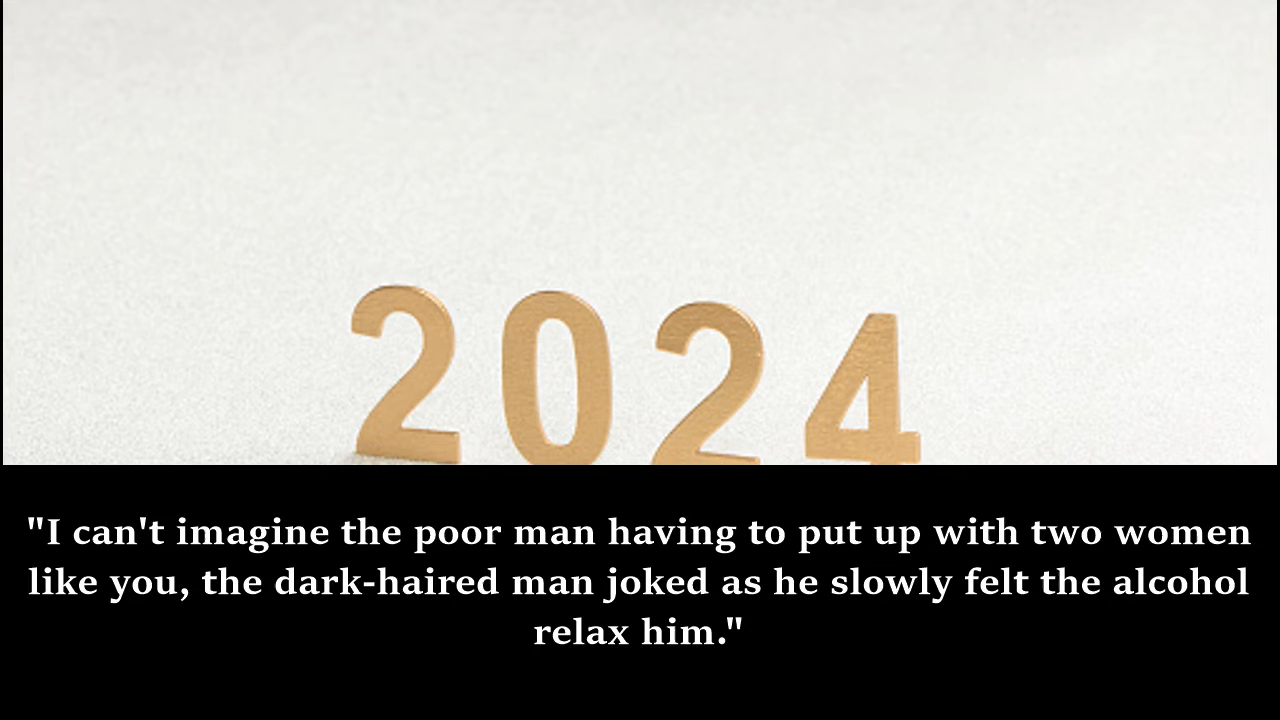 2024
"I can't imagine the poor man having to put up with two women
like you, the dark-haired man joked as he slowly felt the alcohol
relax him."